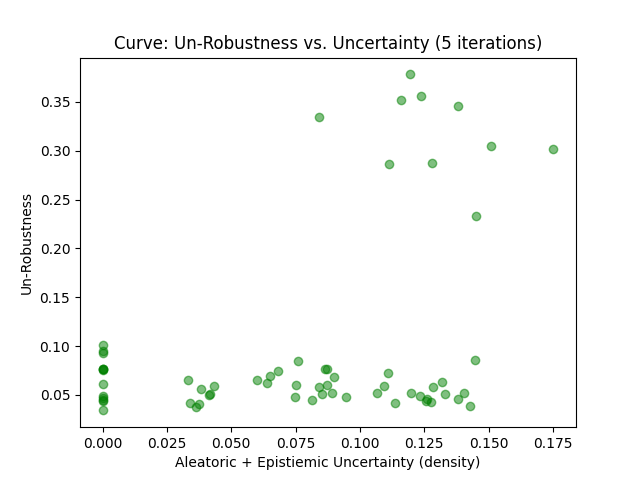 Curve: Un-Robustness vs. Uncertainty (5 iterations)
Un-Robustness
0.35
0.30
0.25
0.20
0.15
0.10
0.05
0.000 0.025 0.050 0.075 0.100 0.125 0.150 0.175
Aleatoric + Epistiemic Uncertainty (density)